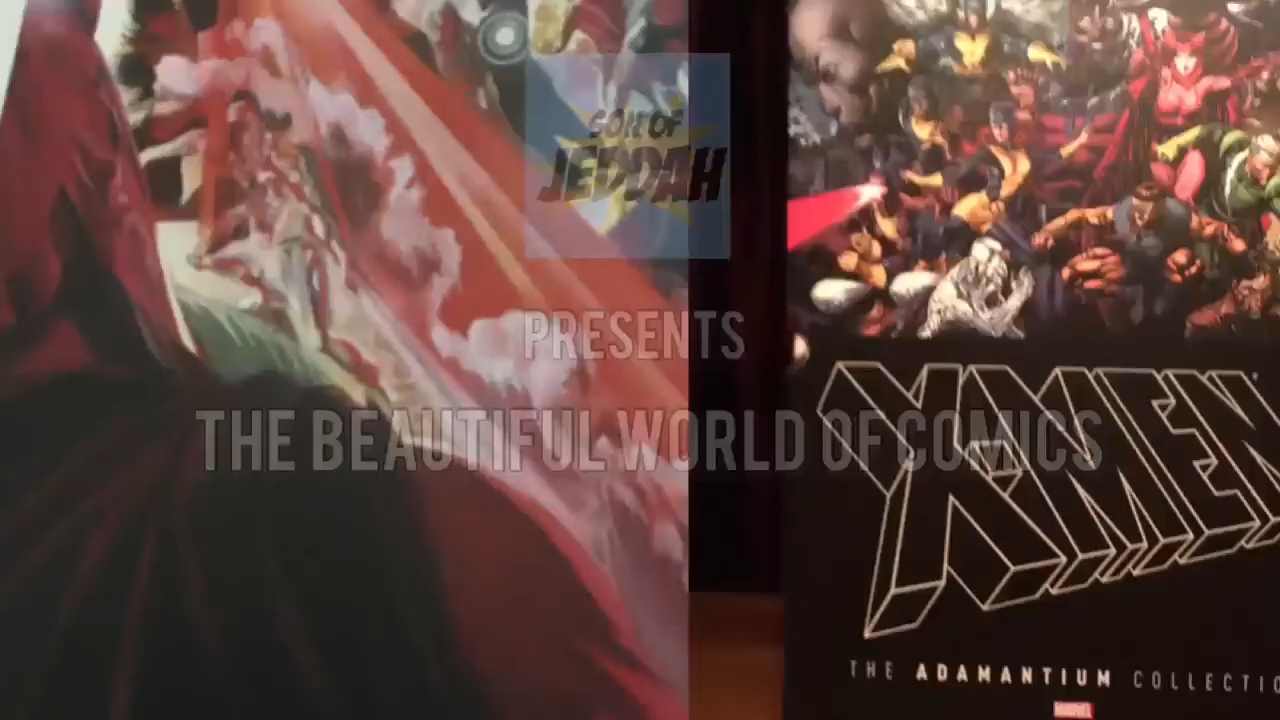 SON OF
JEDDAH
PRESENTS
THE BEAUTIFUL WORLD OF COMICS
X-MEN
THE ADAMANTIUM COLLECTIO
MARVEL